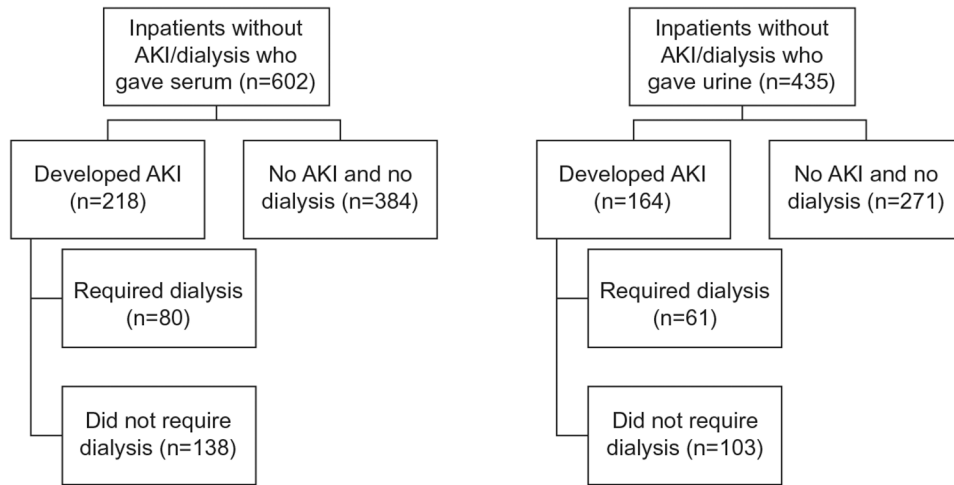 Inpatients without
AKI/dialysis who
gave serum (n=602)
Developed AKI
(n=218)
No AKI and no
dialysis (n=384)
Required dialysis
(n=80)
Did not require
dialysis (n=138)
Inpatients without
AKI/dialysis who
gave urine (n=435)
Developed AKI
(n=164)
No AKI and no
dialysis (n=271)
Required dialysis
(n=61)
Did not require
dialysis (n=103)